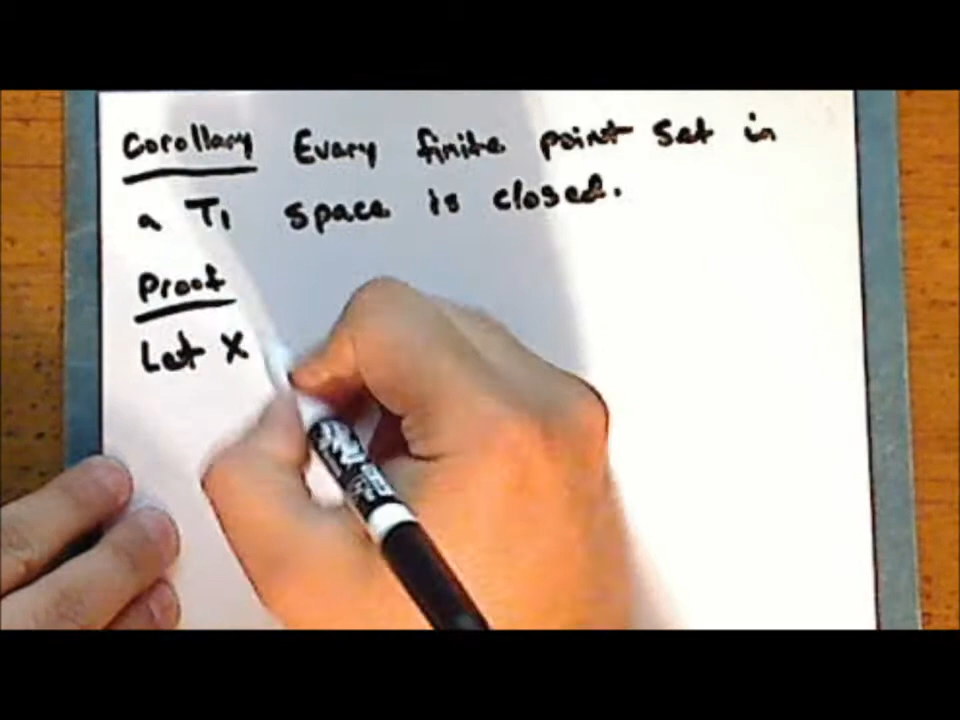 Corollary Every finite point set in
a T1 space is closed.
Proof
Let X